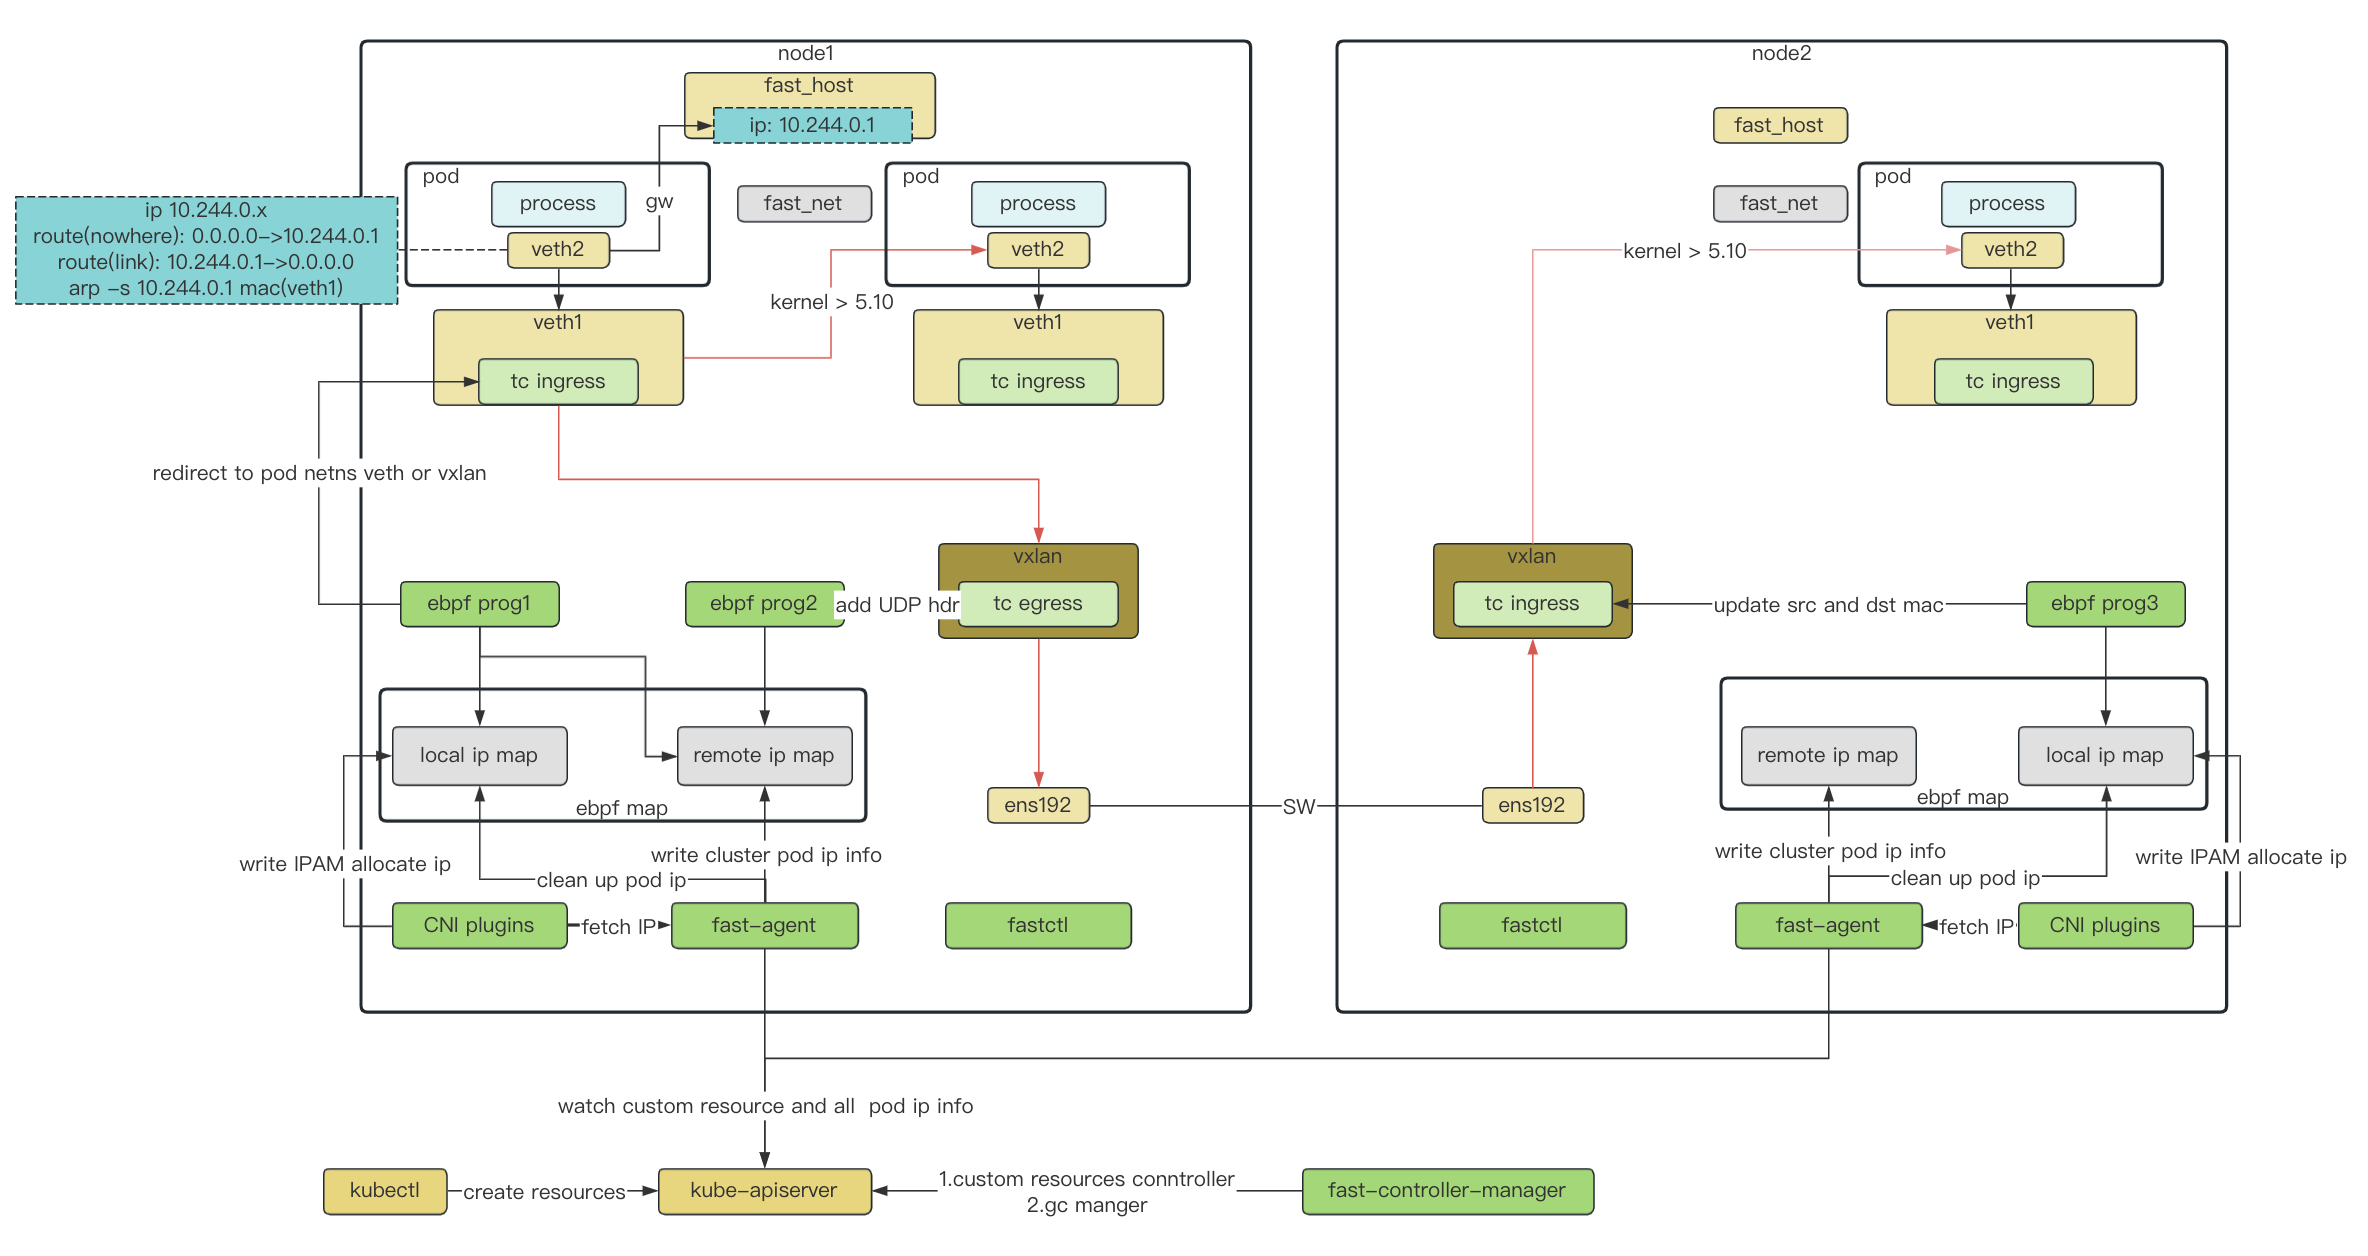 node1
fast_host
ip: 10.244.0.1
pod
process
gw
veth2
fast_net
pod
process
veth2
ip 10.244.0.x
route(nowhere): 0.0.0.0->10.244.0.1
route(link): 10.244.0.1->0.0.0.0
arp -s 10.244.0.1 mac(veth1)
kernel > 5.10
veth1
tc ingress
veth1
tc ingress
redirect to pod netns veth or vxlan
vxlan
tc egress
ebpf prog1
ebpf prog2
add UDP hdr
local ip map
remote ip map
ebpf map
ens192
SW
write IPAM allocate ip
write cluster pod ip info
clean up pod ip
CNI plugins
fetch IP
fast-agent
fastctl
node2
fast_host
fast_net
pod
process
veth2
kernel > 5.10
veth1
tc ingress
vxlan
tc ingress
update src and dst mac
ebpf prog3
remote ip map
local ip map
ebpf map
ens192
write cluster pod ip info
clean up pod ip
write IPAM allocate ip
fastctl
fast-agent
fetch IP
CNI plugins
watch custom resource and all  pod ip info
kubectl
create resources
kube-apiserver
1.custom resources conntroller
2.gc manger
fast-controller-manager